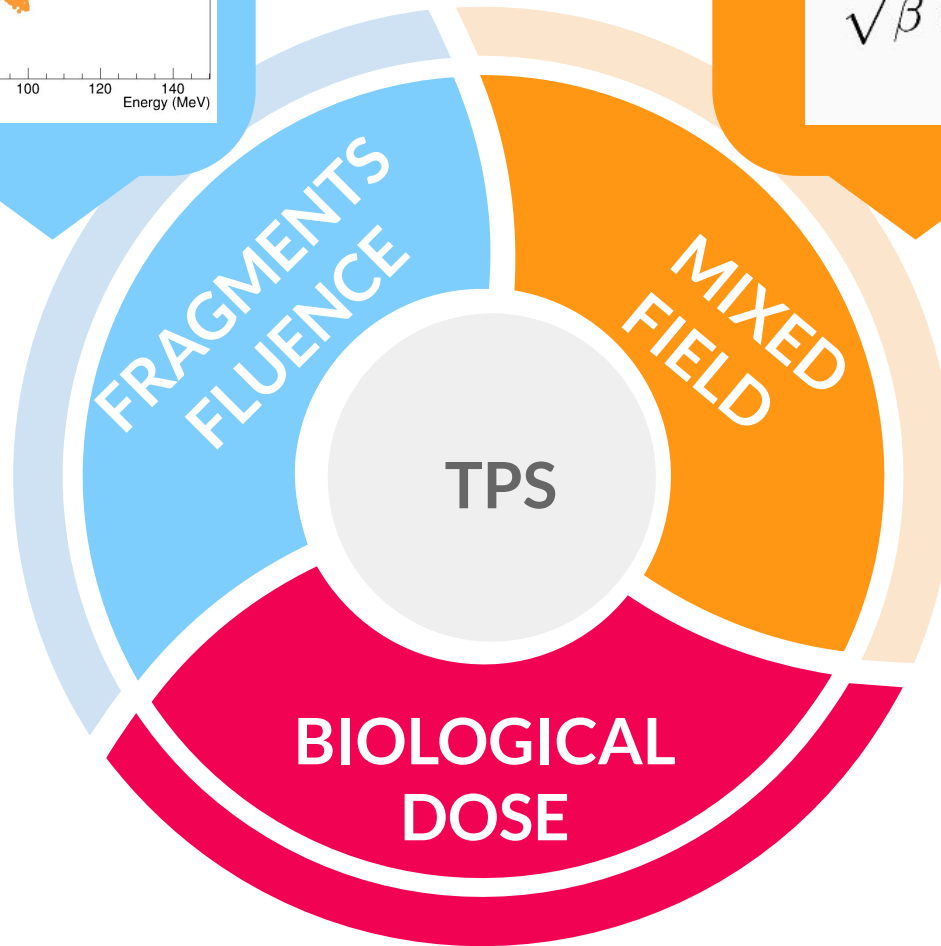 100 120 140
Energy (MeV)
√β
FRAGMENTS
FLUENCE
MIXED
FIELD
TPS
BIOLOGICAL
DOSE